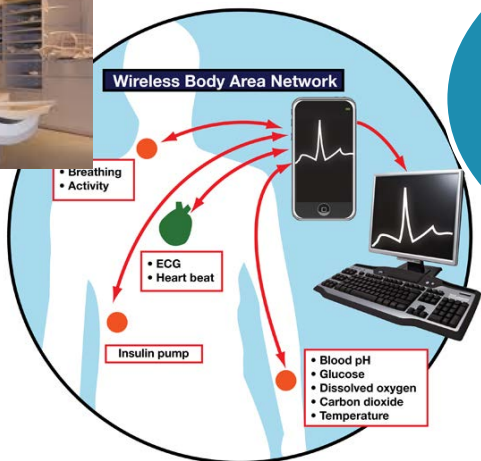 Wireless Body Area Network
• Breathing
• Activity
• ECG
• Heart beat
Insulin pump
• Blood pH
• Glucose
• Dissolved oxygen
• Carbon dioxide
• Temperature